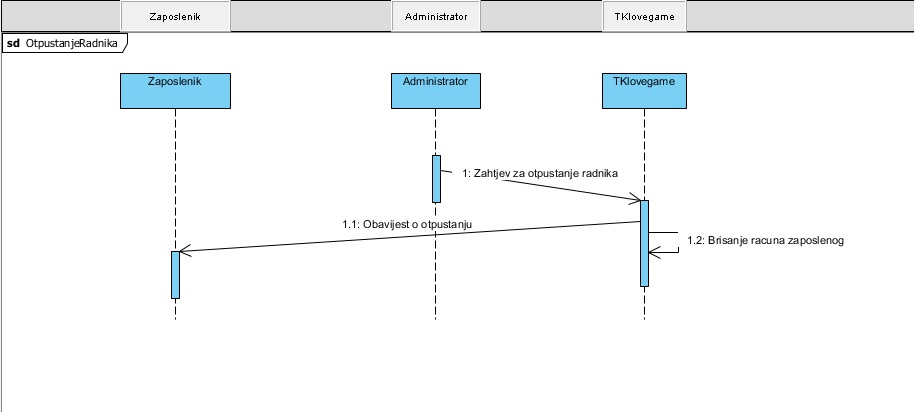 Zaposlenik
Administrator
TKlovegame
sd OtpustanjeRadnika
Zaposlenik
Administrator
TKlovegame
1: Zahtjev za otpustanje radnika
1.1: Obavijest o otpustanju
1.2: Brisanje racuna zaposlenog